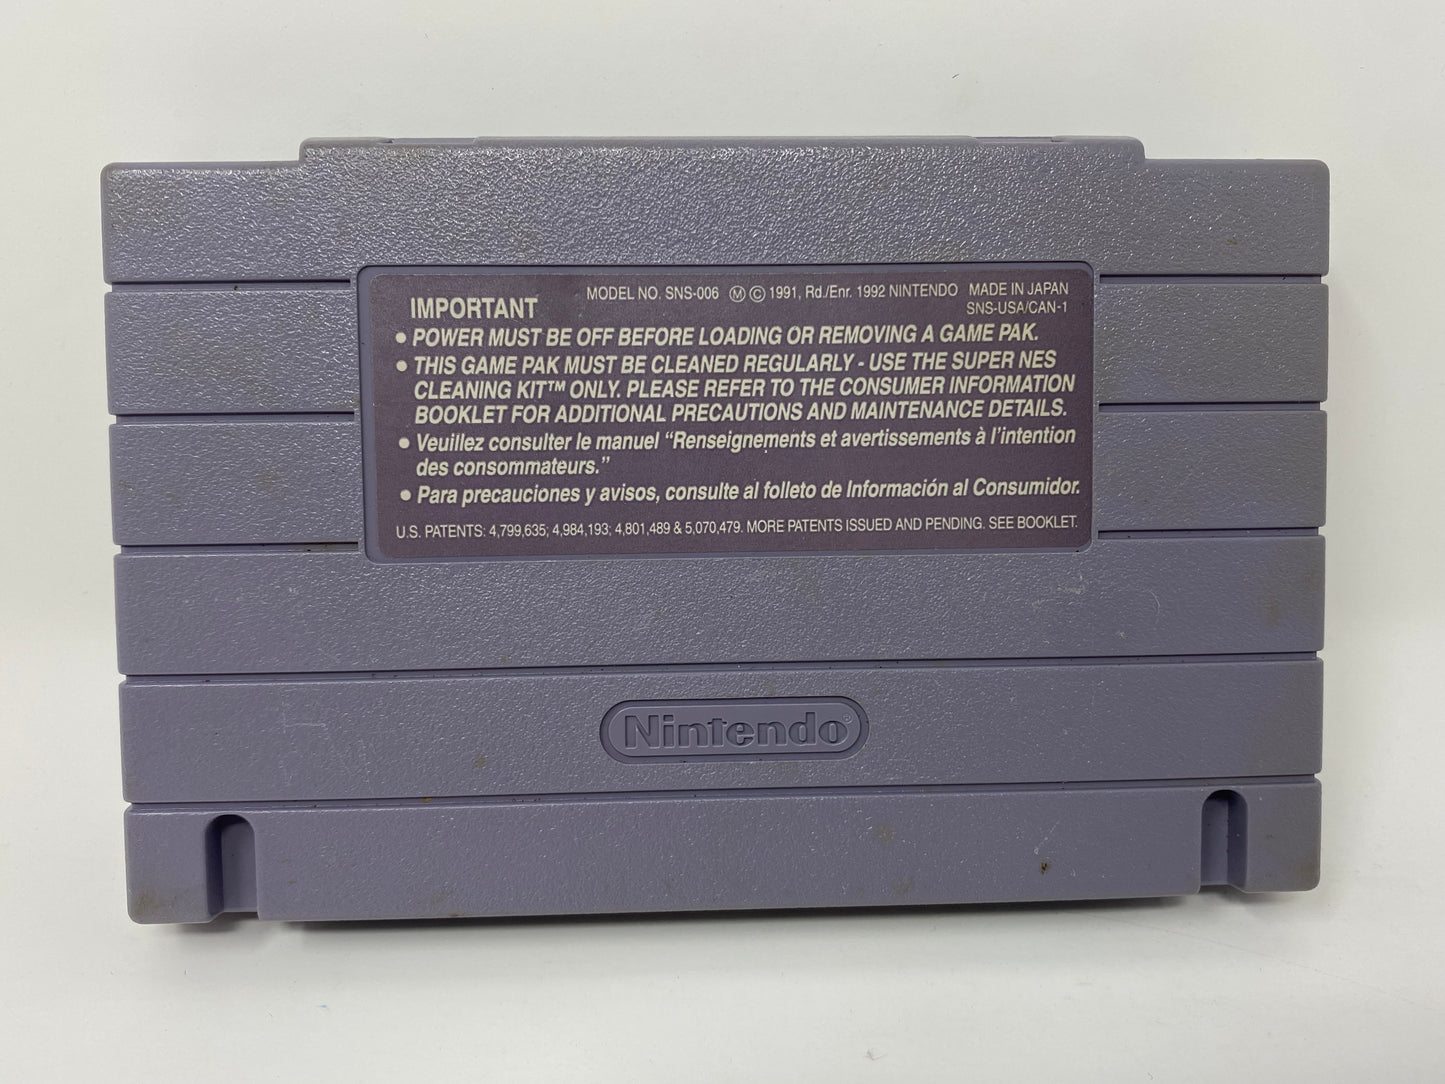 MODEL NO. SNS-006 Ⓜ © 1991, Rd./Enr. 1992 NINTENDO MADE IN JAPAN
IMPORTANT SNS-USA/CAN-1
• POWER MUST BE OFF BEFORE LOADING OR REMOVING A GAME PAK.
• THIS GAME PAK MUST BE CLEANED REGULARLY - USE THE SUPER NES
CLEANING KIT™ ONLY. PLEASE REFER TO THE CONSUMER INFORMATION
BOOKLET FOR ADDITIONAL PRECAUTIONS AND MAINTENANCE DETAILS.
• Veuillez consulter le manuel “Renseignements et avertissements à l’intention
des consommateurs.”
• Para precauciones y avisos, consulte al folleto de Información al Consumidor.
U.S. PATENTS: 4,799,635; 4,984,193; 4,801,489 & 5,070,479. MORE PATENTS ISSUED AND PENDING. SEE BOOKLET.
Nintendo®